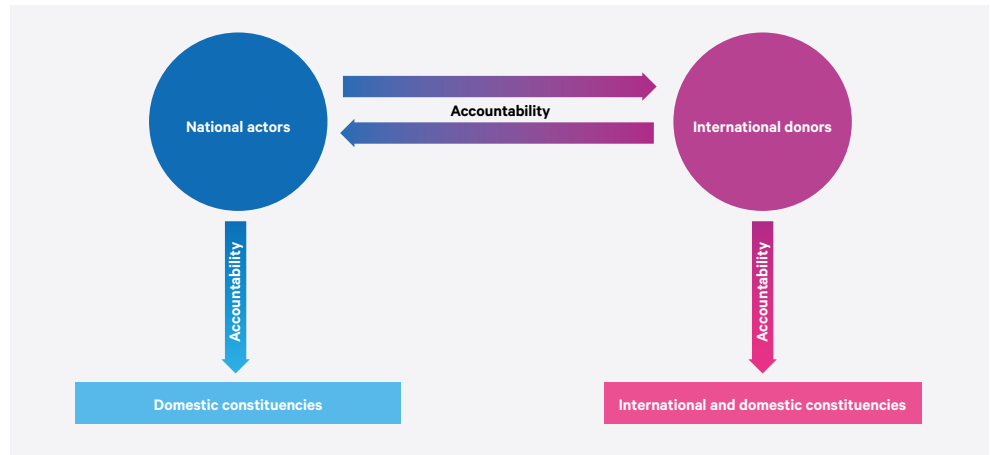 Accountability
National actors
International donors
Accountability
Accountability
Domestic constituencies
International and domestic constituencies